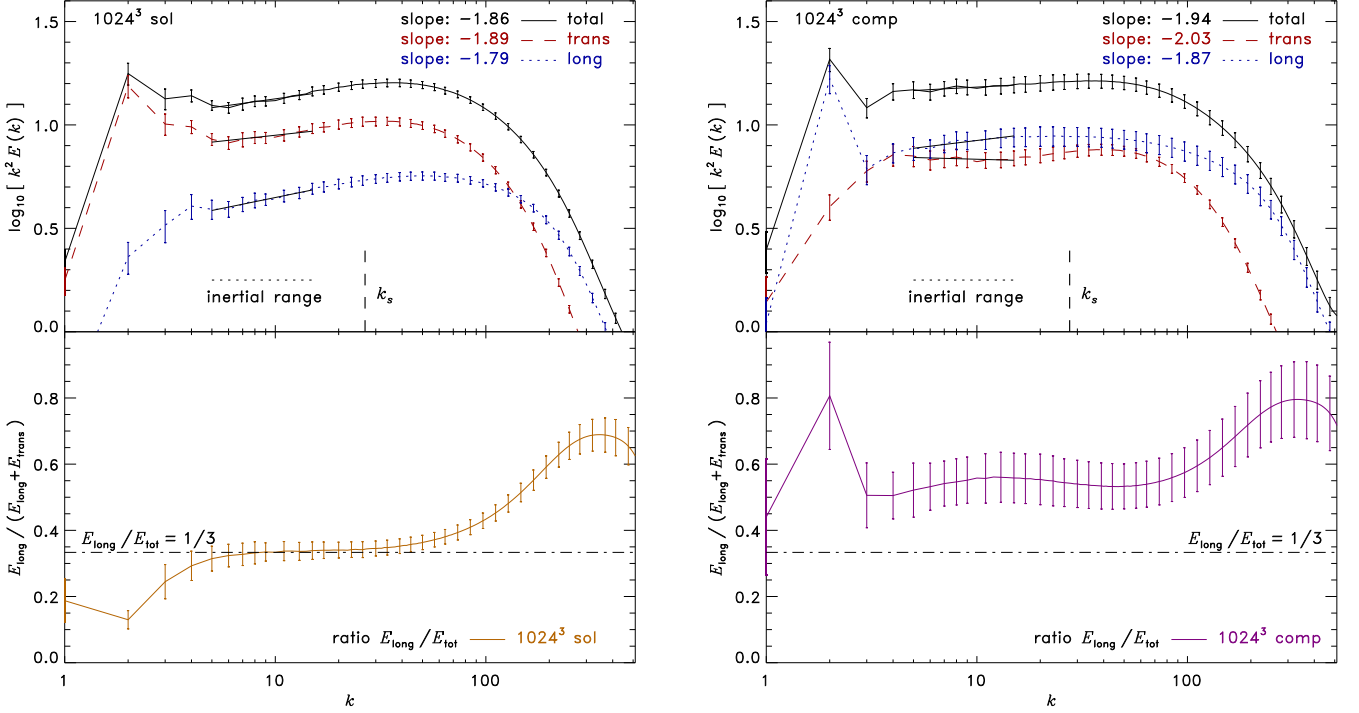 1024³ sol
slope: −1.86 total
slope: −1.89 trans
slope: −1.79 long
log₁₀ [ k² E (k) ]
1.5
1.0
0.5
0.0
inertial range
kₛ
E_long / (E_long+E_trans)
0.8
0.6
0.4
0.2
0.0
E_long / E_tot = 1/3
ratio E_long / E_tot 1024³ sol
1 10 100
k
1024³ comp
slope: −1.94 total
slope: −2.03 trans
slope: −1.87 long
log₁₀ [ k² E (k) ]
1.5
1.0
0.5
0.0
inertial range
kₛ
E_long / (E_long+E_trans)
0.8
0.6
0.4
0.2
0.0
E_long / E_tot = 1/3
ratio E_long / E_tot 1024³ comp
1 10 100
k